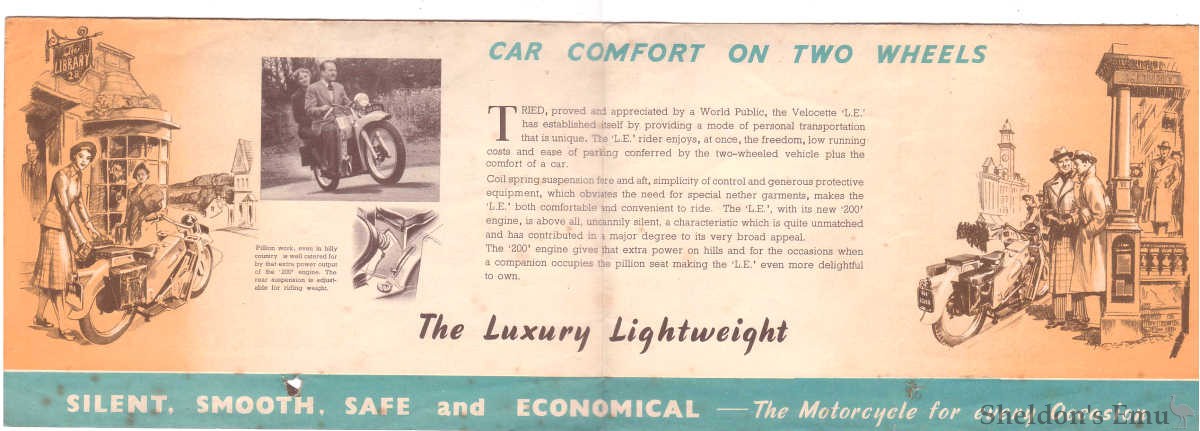 The
LIBRARY
28
CAR COMFORT ON TWO WHEELS
TRIED, proved and appreciated by a World Public, the Velocette 'L.E.'
has established itself by providing a mode of personal transportation
that is unique. The 'L.E.' rider enjoys, at once, the freedom, low running
costs and ease of parking conferred by the two-wheeled vehicle plus the
comfort of a car.
Coil spring suspension fore and aft, simplicity of control and generous protective
equipment, which obviates the need for special nether garments, makes the
'L.E.' both comfortable and convenient to ride. The 'L.E.', with its new '200'
engine, is above all, uncannily silent, a characteristic which is quite unmatched
and has contributed in a major degree to its very broad appeal.
The '200' engine gives that extra power on hills and for the occasions when
a companion occupies the pillion seat making the 'L.E.' even more delightful
to own.
Pillion work, even in hilly
country is well catered for
by that extra power output
of the '200' engine. The
rear suspension is adjust-
able for riding weight.
The Luxury Lightweight
SILENT, SMOOTH, SAFE and ECONOMICAL — The Motorcycle for every Occasion
Sheldon's Emu